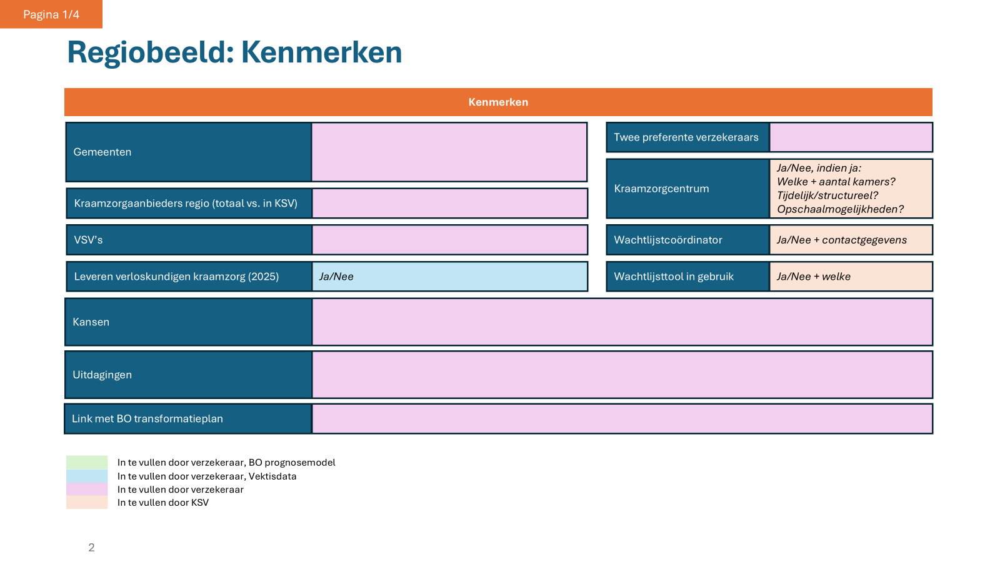 Pagina 1/4
Regiobeeld: Kenmerken
Kenmerken
Gemeenten
Kraamzorgaanbieders regio (totaal vs. in KSV)
VSV’s
Leveren verloskundigen kraamzorg (2025)
Ja/Nee
Twee preferente verzekeraars
Kraamzorgcentrum
Ja/Nee, indien ja:
Welke + aantal kamers?
Tijdelijk/structureel?
Opschaalmogelijkheden?
Wachtlijstcoördinator
Ja/Nee + contactgegevens
Wachtlijsttool in gebruik
Ja/Nee + welke
Kansen
Uitdagingen
Link met BO transformatieplan
In te vullen door verzekeraar, BO prognosemodel
In te vullen door verzekeraar, Vektisdata
In te vullen door verzekeraar
In te vullen door KSV
2